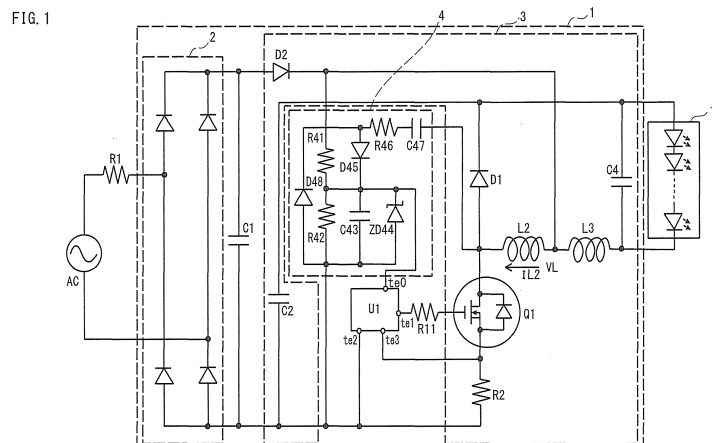 FIG. 1
1
2
3
4
D2
R41
R46
C47
D45
D48
R42
C43
ZD44
R1
AC
C1
C2
D1
C4
L2
L3
iL2
VL
te0
U1
te1
te2
te3
R11
Q1
R2